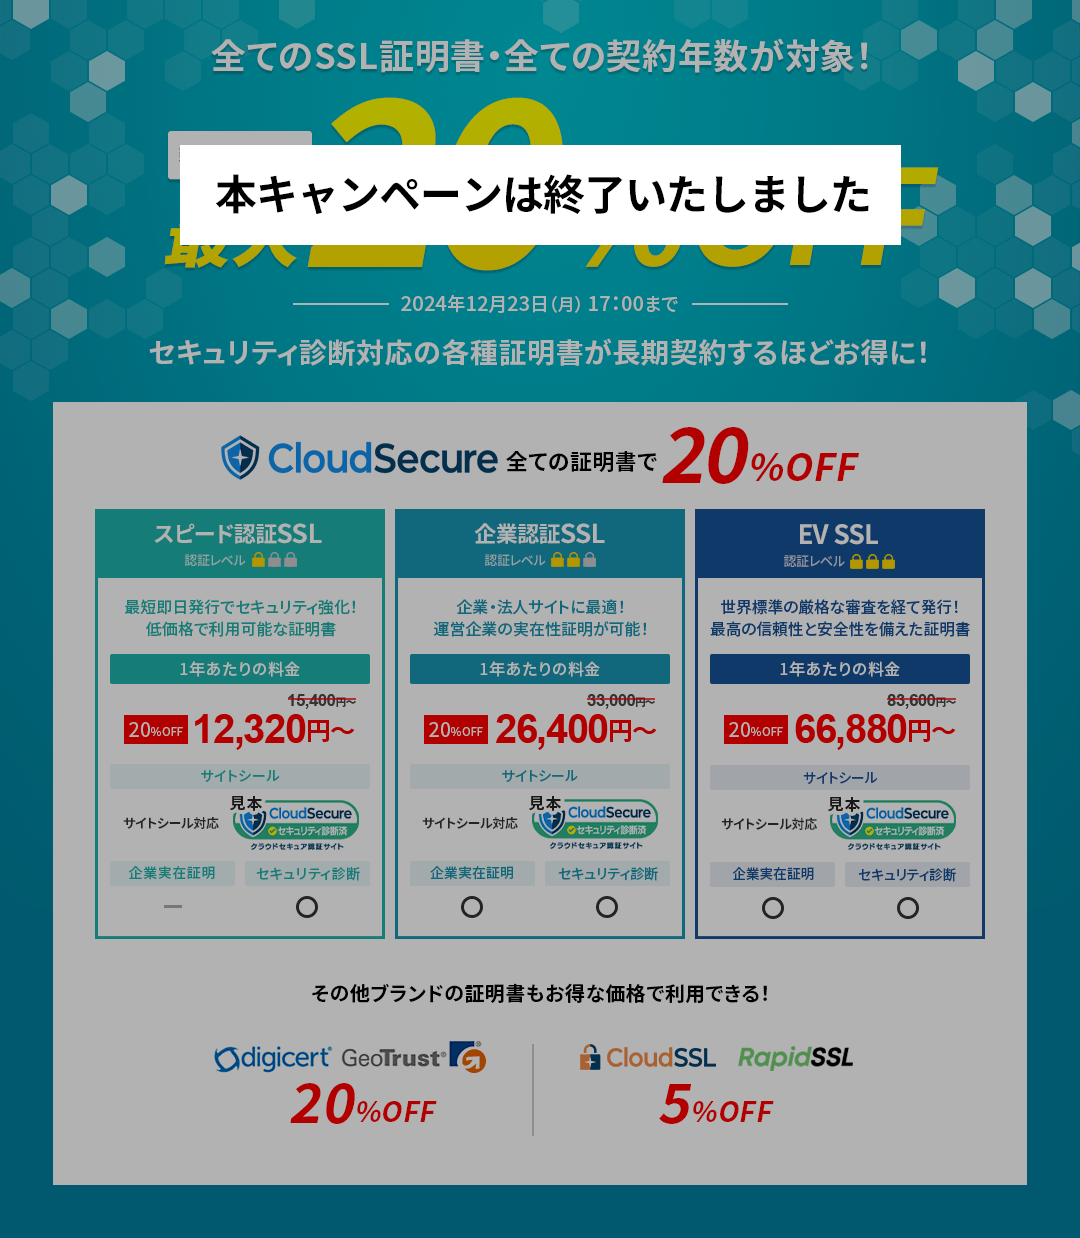 全てのSSL証明書・全ての契約年数が対象！
本キャンペーンは終了いたしました
2024年12月23日（月） 17：00まで
セキュリティ診断対応の各種証明書が長期契約するほどお得に！
CloudSecure 全ての証明書で 20%OFF
スピード認証SSL
認証レベル
最短即日発行でセキュリティ強化！
低価格で利用可能な証明書
1年あたりの料金
15,400円〜
20%OFF 12,320円〜
サイトシール
サイトシール対応
見本
CloudSecure
セキュリティ診断済
クラウドセキュア認証サイト
企業実在証明 セキュリティ診断
ー ○
企業認証SSL
認証レベル
企業・法人サイトに最適！
運営企業の実在性証明が可能！
1年あたりの料金
33,000円〜
20%OFF 26,400円〜
サイトシール
サイトシール対応
見本
CloudSecure
セキュリティ診断済
クラウドセキュア認証サイト
企業実在証明 セキュリティ診断
○ ○
EV SSL
認証レベル
世界標準の厳格な審査を経て発行！
最高の信頼性と安全性を備えた証明書
1年あたりの料金
83,600円〜
20%OFF 66,880円〜
サイトシール
サイトシール対応
見本
CloudSecure
セキュリティ診断済
クラウドセキュア認証サイト
企業実在証明 セキュリティ診断
○ ○
その他ブランドの証明書もお得な価格で利用できる！
digicert® GeoTrust®
20%OFF
CloudSSL RapidSSL
5%OFF